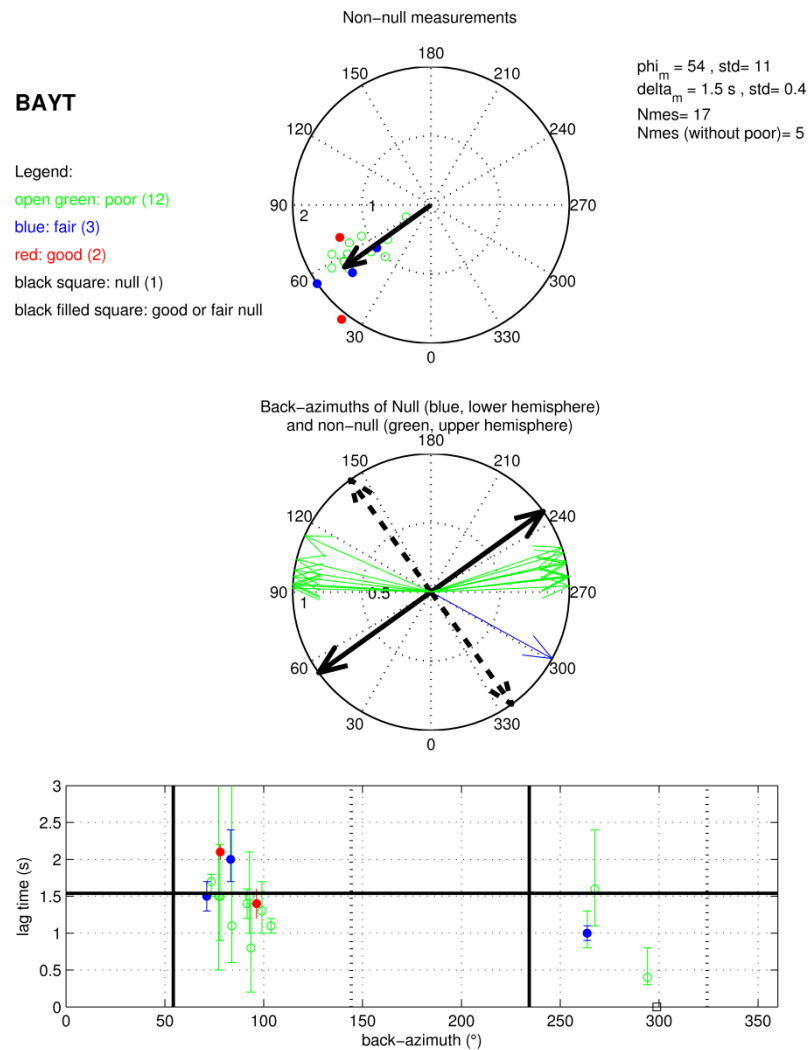 Non−null measurements
180
150
210
120
240
90
270
60
300
30
330
0
2
1
phi_m = 54 , std= 11
delta_m = 1.5 s , std= 0.4
Nmes= 17
Nmes (without poor)= 5
BAYT
Legend:
open green: poor (12)
blue: fair (3)
red: good (2)
black square: null (1)
black filled square: good or fair null
Back−azimuths of Null (blue, lower hemisphere)
and non−null (green, upper hemisphere)
180
150
210
120
240
90
270
60
300
30
330
0
1
0.5
3
2.5
2
1.5
1
0.5
0
lag time (s)
0 50 100 150 200 250 300 350
back−azimuth (°)